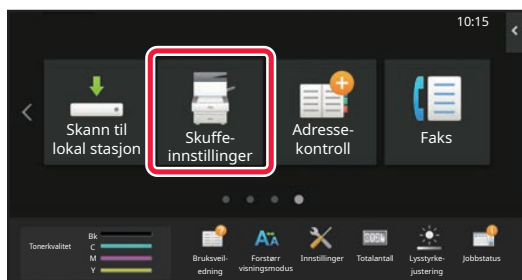 10:15
Skann til
lokal stasjon
Skuffe-
innstillinger
Adresse-
kontroll
Faks
Tonerkvalitet
Bk
C
M
Y
Bruksveil-
edning
Forstørr
visningsmodus
Innstillinger
Totalantall
Lysstyrke-
justering
Jobbstatus